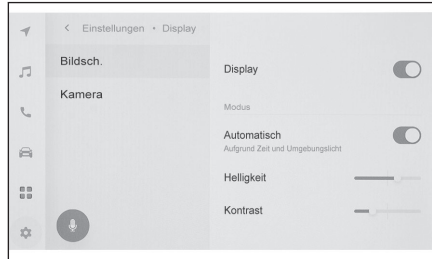 < Einstellungen • Display
Bildsch.
Kamera
Display
Modus
Automatisch
Aufgrund Zeit und Umgebungslicht
Helligkeit
Kontrast